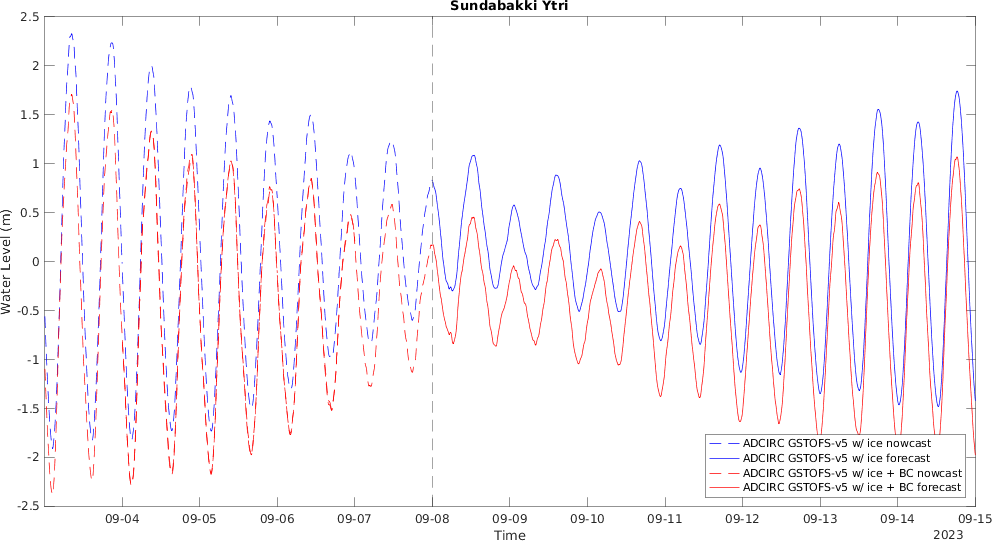 Sundabakki Ytri
2.5
2
1.5
1
0.5
0
-0.5
-1
-1.5
-2
-2.5
Water Level (m)
ADCIRC GSTOFS-v5 w/ ice nowcast
ADCIRC GSTOFS-v5 w/ ice forecast
ADCIRC GSTOFS-v5 w/ ice + BC nowcast
ADCIRC GSTOFS-v5 w/ ice + BC forecast
09-04 09-05 09-06 09-07 09-08 09-09 09-10 09-11 09-12 09-13 09-14 09-15
Time
2023